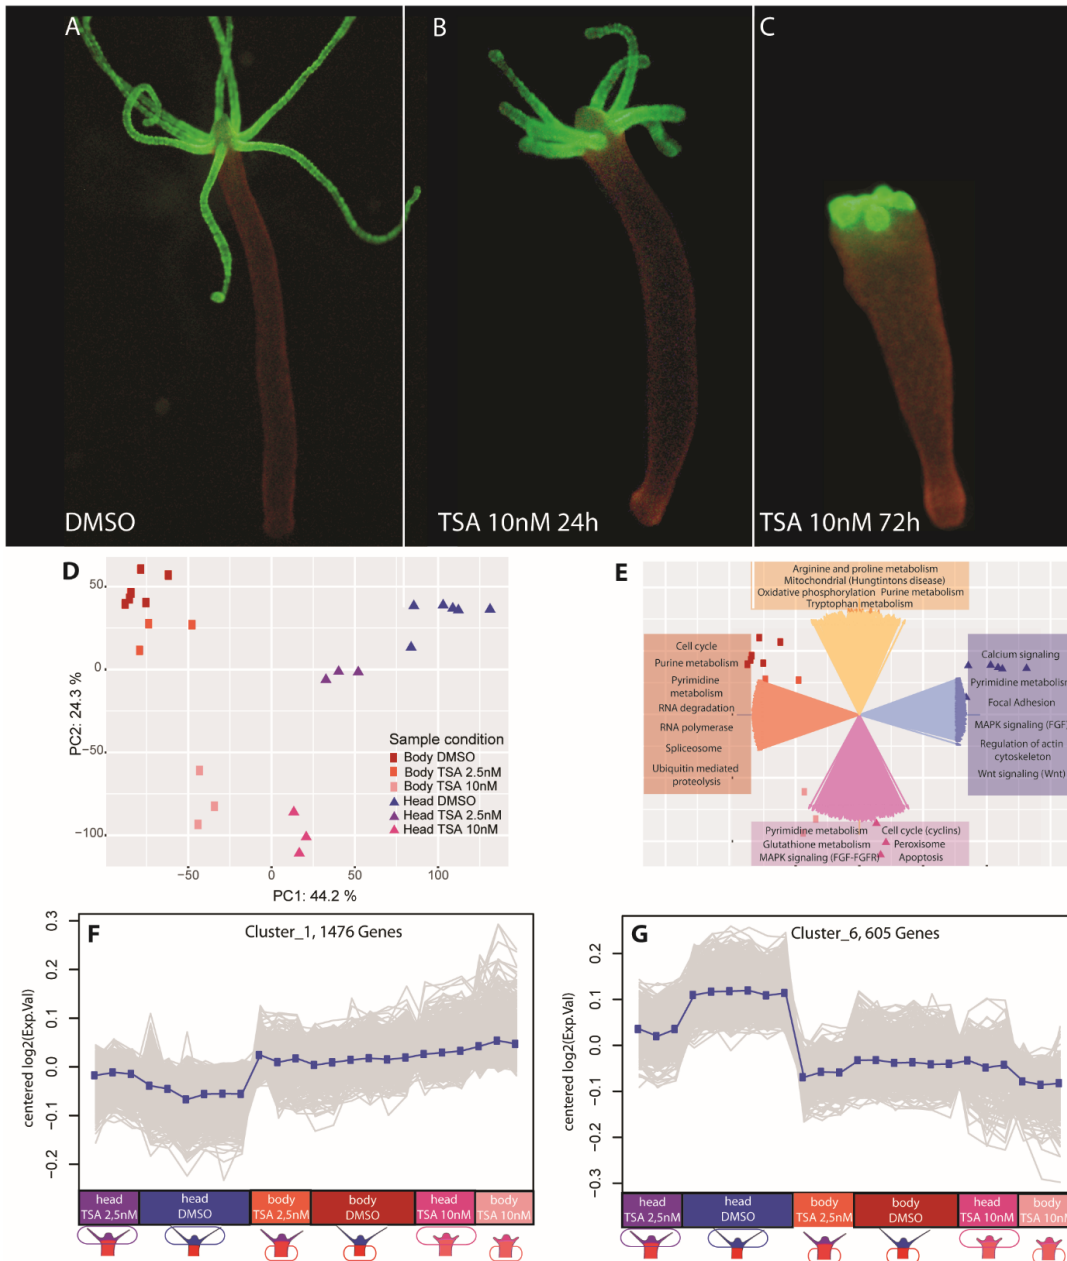 A
B
C
DMSO
TSA 10nM 24h
TSA 10nM 72h
D
50
0
−50
−100
PC2: 24.3 %
−50
0
50
100
PC1: 44.2 %
Sample condition
Body DMSO
Body TSA 2.5nM
Body TSA 10nM
Head DMSO
Head TSA 2.5nM
Head TSA 10nM
E
Arginine and proline metabolism
Mitochondrial (Hungtintons disease)
Oxidative phosphorylation Purine metabolism
Tryptophan metabolism
Cell cycle
Purine metabolism
Pyrimidine
metabolism
RNA degradation
RNA polymerase
Spliceosome
Ubiquitin mediated
proteolysis
Calcium signaling
Pyrimidine metabolism
Focal Adhesion
MAPK signaling (FGF)
Regulation of actin
cytoskeleton
Wnt signaling (Wnt)
Pyrimidine metabolism Cell cycle (cyclins)
Glutathione metabolism Peroxisome
MAPK signaling (FGF-FGFR) Apoptosis
F
Cluster_1, 1476 Genes
centered log2(Exp.Val)
0.3
0.2
0.1
0.0
−0.1
−0.2
head
TSA 2,5nM
head
DMSO
body
TSA 2,5nM
body
DMSO
head
TSA 10nM
body
TSA 10nM
G
Cluster_6, 605 Genes
centered log2(Exp.Val)
0.2
0.1
0.0
−0.1
−0.2
−0.3
head
TSA 2,5nM
head
DMSO
body
TSA 2,5nM
body
DMSO
head
TSA 10nM
body
TSA 10nM